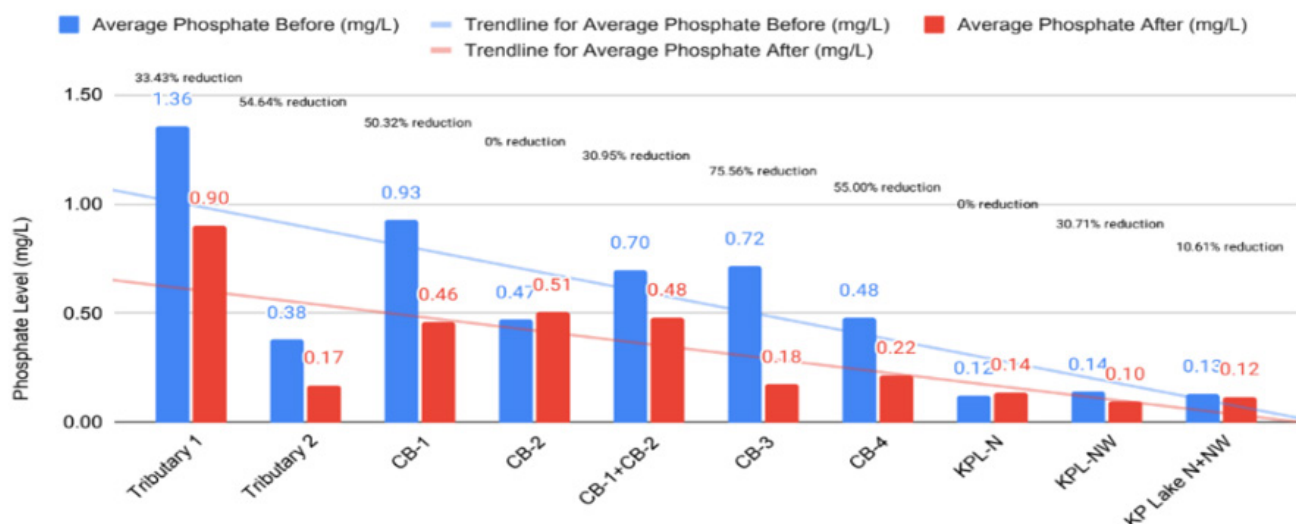 Average Phosphate Before (mg/L) Trendline for Average Phosphate Before (mg/L) Average Phosphate After (mg/L)
Trendline for Average Phosphate After (mg/L)
33.43% reduction
54.64% reduction
50.32% reduction
0% reduction
30.95% reduction
75.56% reduction
55.00% reduction
0% reduction
30.71% reduction
10.61% reduction
Phosphate Level (mg/L)
1.50
1.00
0.50
0.00
1.36
0.90
0.38
0.17
0.93
0.46
0.47
0.51
0.70
0.48
0.72
0.18
0.48
0.22
0.12
0.14
0.14
0.10
0.13
0.12
Tributary 1
Tributary 2
CB-1
CB-2
CB-1+CB-2
CB-3
CB-4
KPL-N
KPL-NW
KP Lake N+NW